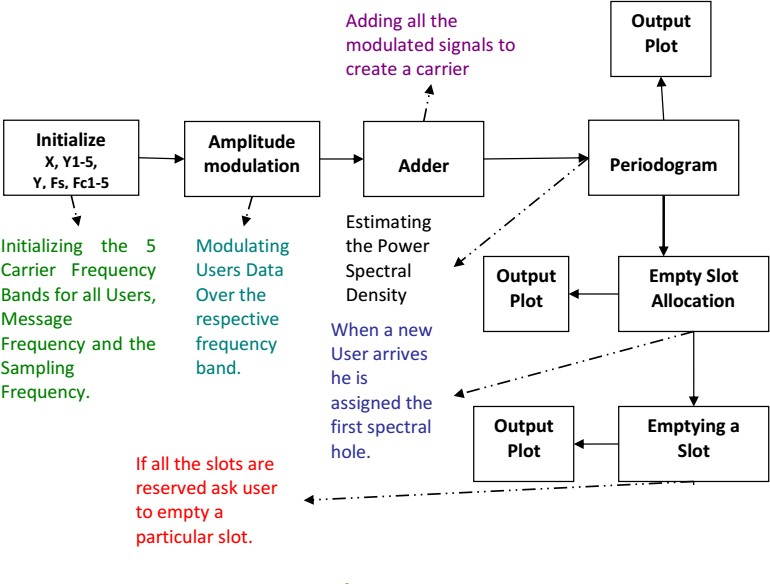 Adding all the
modulated signals to
create a carrier
Output
Plot
Initialize
X, Y1-5,
Y, Fs, Fc1-5
Amplitude
modulation
Adder
Periodogram
Initializing the 5
Carrier Frequency
Bands for all Users,
Message
Frequency and the
Sampling
Frequency.
Modulating
Users Data
Over the
respective
frequency
band.
Estimating
the Power
Spectral
Density
Output
Plot
Empty Slot
Allocation
When a new
User arrives
he is
assigned the
first spectral
hole.
Output
Plot
Emptying a
Slot
If all the slots are
reserved ask user
to empty a
particular slot.